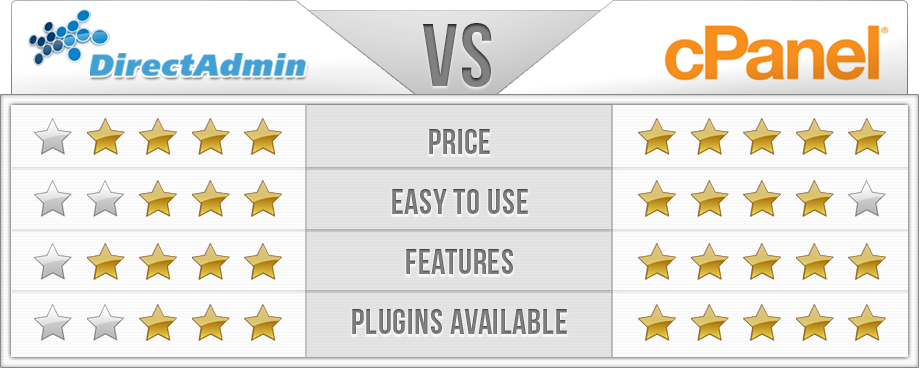 DirectAdmin
VS
cPanel®
PRICE
EASY TO USE
FEATURES
PLUGINS AVAILABLE